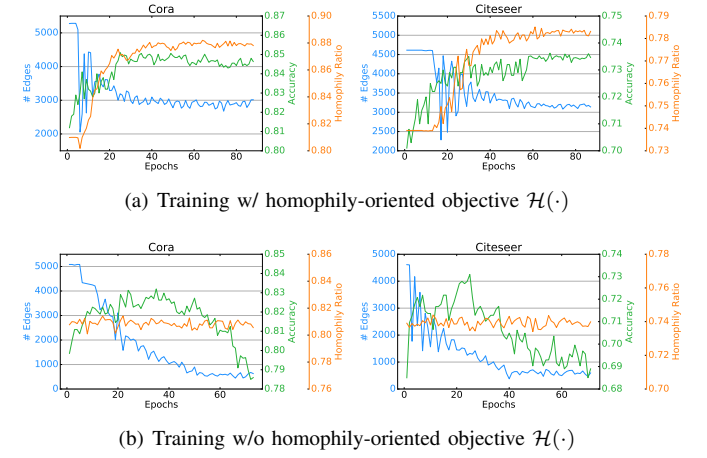 Cora
5000
4000
3000
2000
# Edges
0.87
0.86
0.85
0.84
0.83
0.82
0.81
0.80
Accuracy
0.90
0.88
0.86
0.84
0.82
0.80
Homophily Ratio
0 20 40 60 80
Epochs
Citeseer
5500
5000
4500
4000
3500
3000
2500
2000
# Edges
0.75
0.74
0.73
0.72
0.71
0.70
Accuracy
0.79
0.78
0.77
0.76
0.75
0.74
0.73
Homophily Ratio
0 20 40 60 80
Epochs
(a) Training w/ homophily-oriented objective ℋ(·)
Cora
5000
4000
3000
2000
1000
0
# Edges
0.85
0.84
0.83
0.82
0.81
0.80
0.79
0.78
Accuracy
0.86
0.84
0.82
0.80
0.78
0.76
Homophily Ratio
0 20 40 60
Epochs
Citeseer
5000
4000
3000
2000
1000
0
# Edges
0.74
0.73
0.72
0.71
0.70
0.69
0.68
Accuracy
0.78
0.76
0.74
0.72
0.70
Homophily Ratio
0 20 40 60
Epochs
(b) Training w/o homophily-oriented objective ℋ(·)